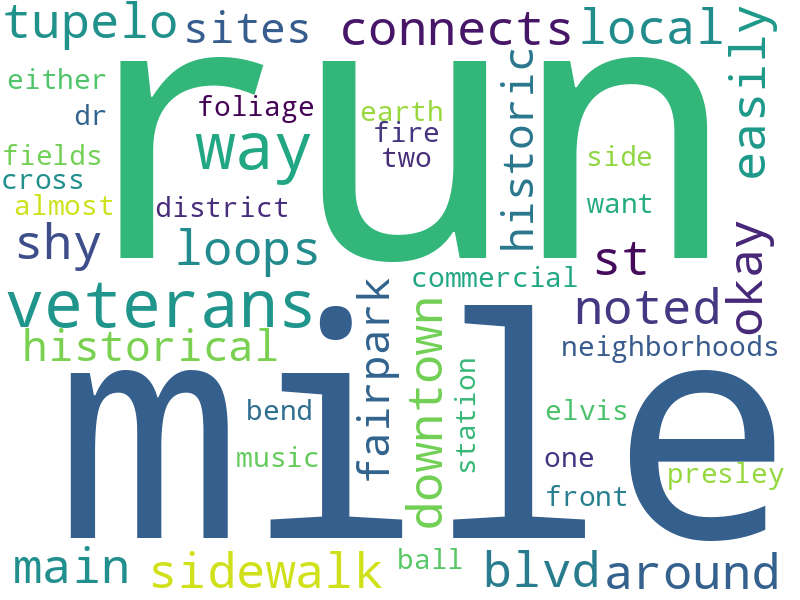 tupelo
sites
connects
local
easily
either
run
foliage
earth
historic
dr
fire
way
two
side
fields
cross
almost
district
want
shy
loops
st
okay
commercial
veterans
noted
fairpark
downtown
historical
neighborhoods
mile
station
bend
elvis
music
one
presley
front
main
sidewalk
ball
blvd
around